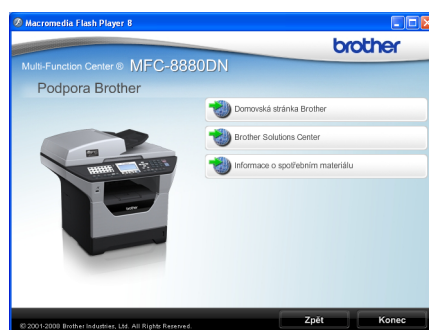 Macromedia Flash Player 8
brother
Multi-Function Center ® MFC-8880DN
Podpora Brother
Domovská stránka Brother
Brother Solutions Center
Informace o spotřebním materiálu
© 2001-2008 Brother Industries, Ltd. All Rights Reserved.
Zpět
Konec